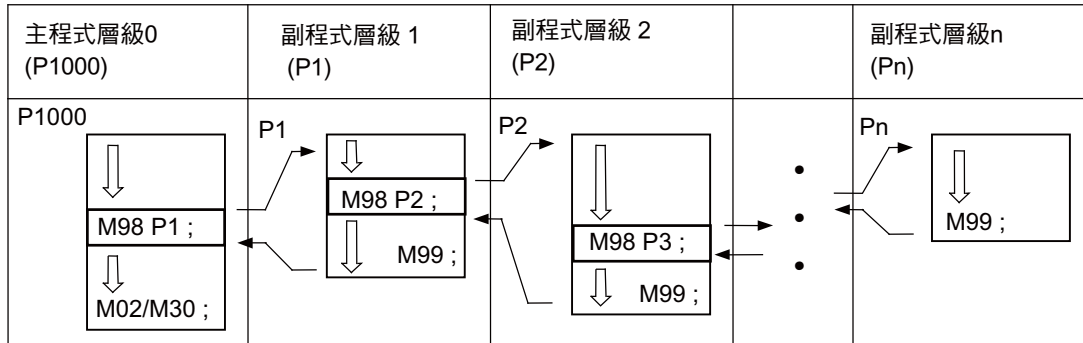 主程式層級0
(P1000)
副程式層級 1
(P1)
副程式層級 2
(P2)
副程式層級n
(Pn)
P1000
M98 P1 ;
M02/M30 ;
P1
M98 P2 ;
M99 ;
P2
M98 P3 ;
M99 ;
Pn
M99 ;